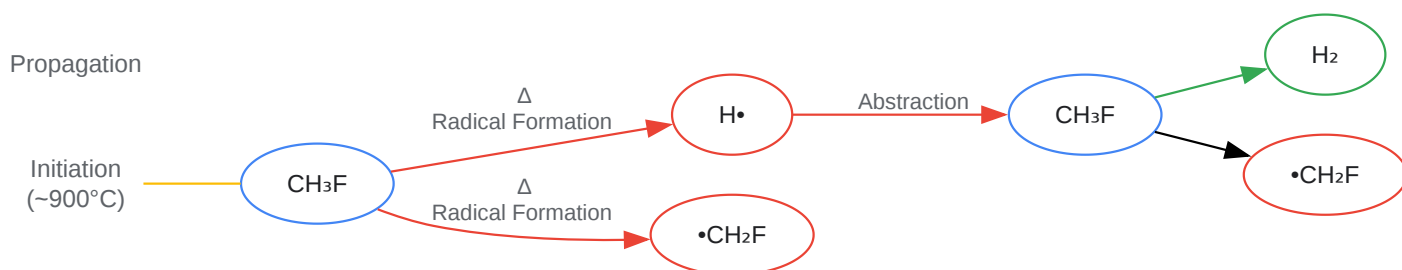 Propagation
Initiation
(~900°C)
CH₃F
Δ
Radical Formation
Δ
Radical Formation
H•
•CH₂F
Abstraction
CH₃F
H₂
•CH₂F